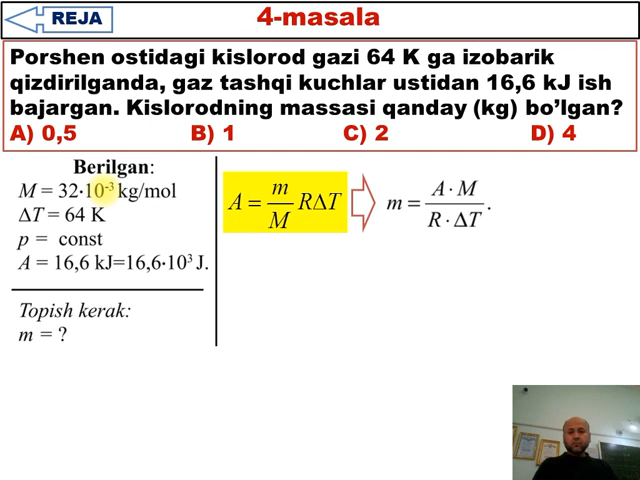 REJA
4-masala
Porshen ostidagi kislorod gazi 64 K ga izobarik
qizdirilganda, gaz tashqi kuchlar ustidan 16,6 kJ ish
bajargan. Kislorodning massasi qanday (kg) bo’lgan?
A) 0,5 B) 1 C) 2 D) 4
Berilgan:
M = 32·10⁻³ kg/mol
ΔT = 64 K
p = const
A = 16,6 kJ=16,6·10³ J.
Topish kerak:
m = ?
A = m/M RΔT
m = A · M / R · ΔT.